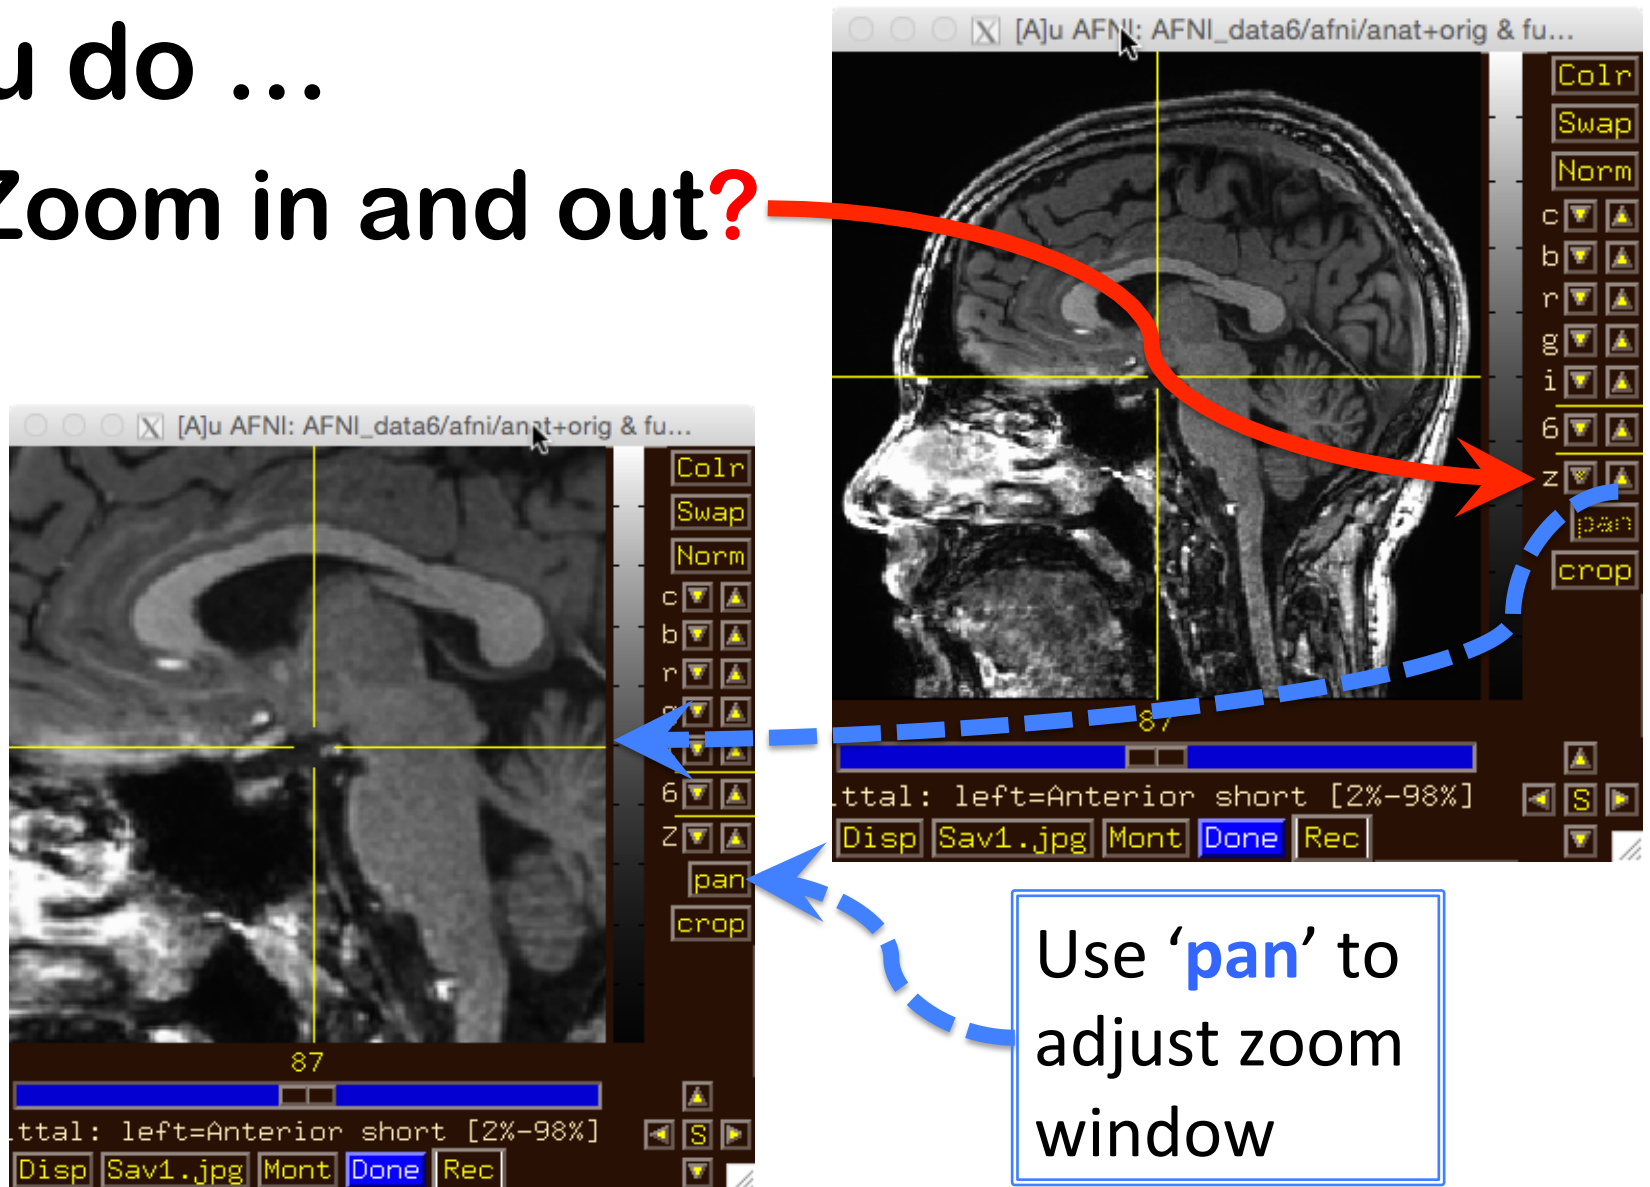 u do …
Zoom in and out?
[A]u AFNI: AFNI_data6/afni/anat+orig & fu...
Colr
Swap
Norm
c
b
r
g
i
6
z
pan
crop
87
ttal: left=Anterior short [2%-98%]
S
Disp Sav1.jpg Mont Done Rec
[A]u AFNI: AFNI_data6/afni/anat+orig & fu...
Colr
Swap
Norm
c
b
r
6
Z
pan
crop
87
ttal: left=Anterior short [2%-98%]
S
Disp Sav1.jpg Mont Done Rec
Use ‘pan’ to
adjust zoom
window